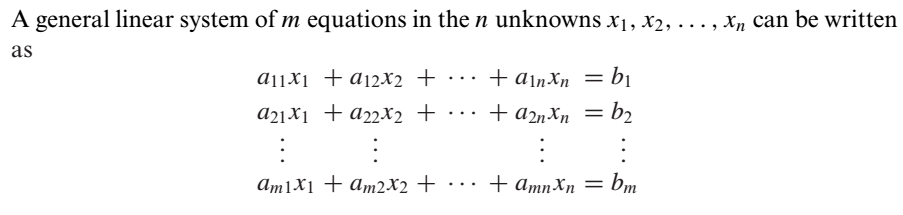 A general linear system of m equations in the n unknowns x₁, x₂, . . . , xₙ can be written
as
a₁₁x₁ + a₁₂x₂ + ··· + a₁ₙxₙ = b₁
a₂₁x₁ + a₂₂x₂ + ··· + a₂ₙxₙ = b₂
⋮ ⋮ ⋮ ⋮
aₘ₁x₁ + aₘ₂x₂ + ··· + aₘₙxₙ = bₘ